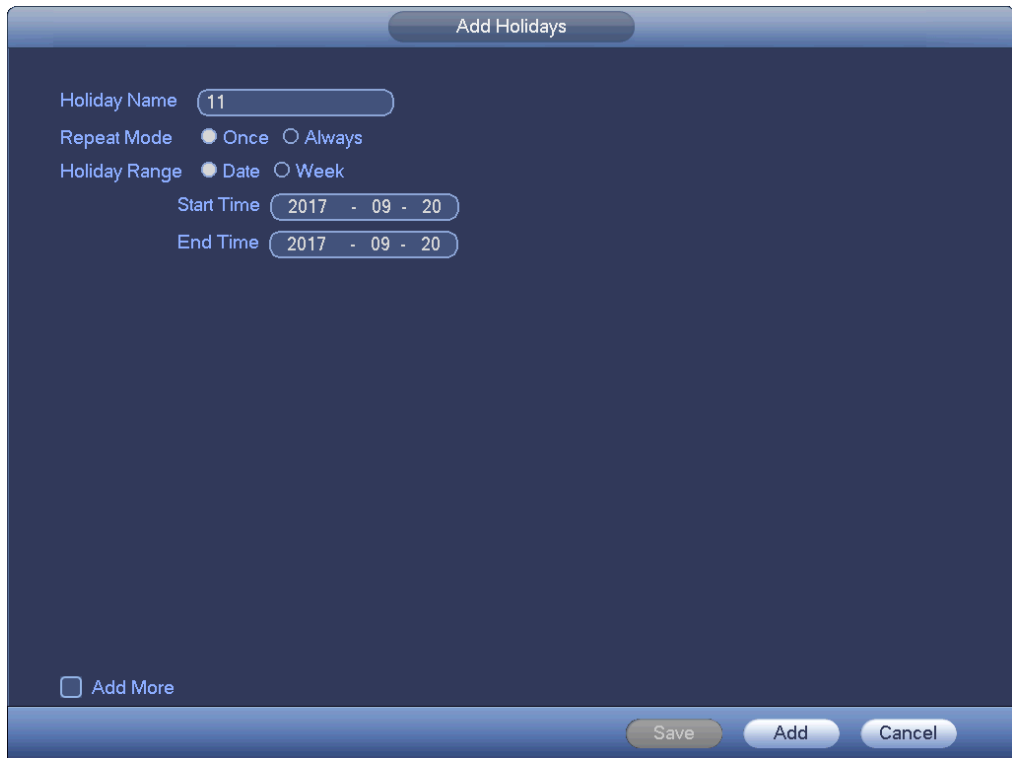 Add Holidays
Holiday Name 11
Repeat Mode Once Always
Holiday Range Date Week
Start Time 2017 - 09 - 20
End Time 2017 - 09 - 20
Add More
Save Add Cancel